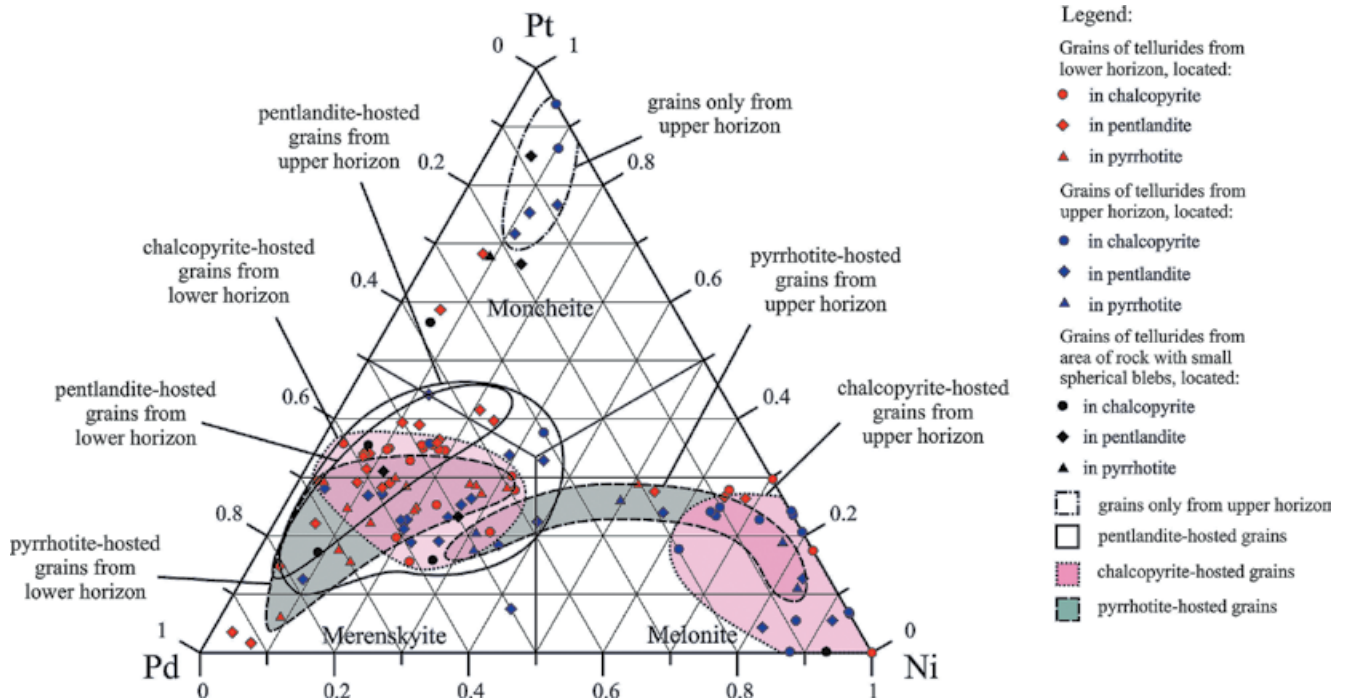 Pt
0
1
grains only from
upper horizon
pentlandite-hosted
grains from
upper horizon
0.2
0.8
chalcopyrite-hosted
grains from
lower horizon
pyrrhotite-hosted
grains from
upper horizon
0.4
0.6
Moncheite
pentlandite-hosted
grains from
lower horizon
chalcopyrite-hosted
grains from
upper horizon
0.6
0.4
pyrrhotite-hosted
grains from
lower horizon
0.8
0.2
1
0
Merenskyite
Melonite
Pd
Ni
0
0.2
0.4
0.6
0.8
1
Legend:
Grains of tellurides from
lower horizon, located:
in chalcopyrite
in pentlandite
in pyrrhotite
Grains of tellurides from
upper horizon, located:
in chalcopyrite
in pentlandite
in pyrrhotite
Grains of tellurides from
area of rock with small
spherical blebs, located:
in chalcopyrite
in pentlandite
in pyrrhotite
grains only from upper horizon
pentlandite-hosted grains
chalcopyrite-hosted grains
pyrrhotite-hosted grains